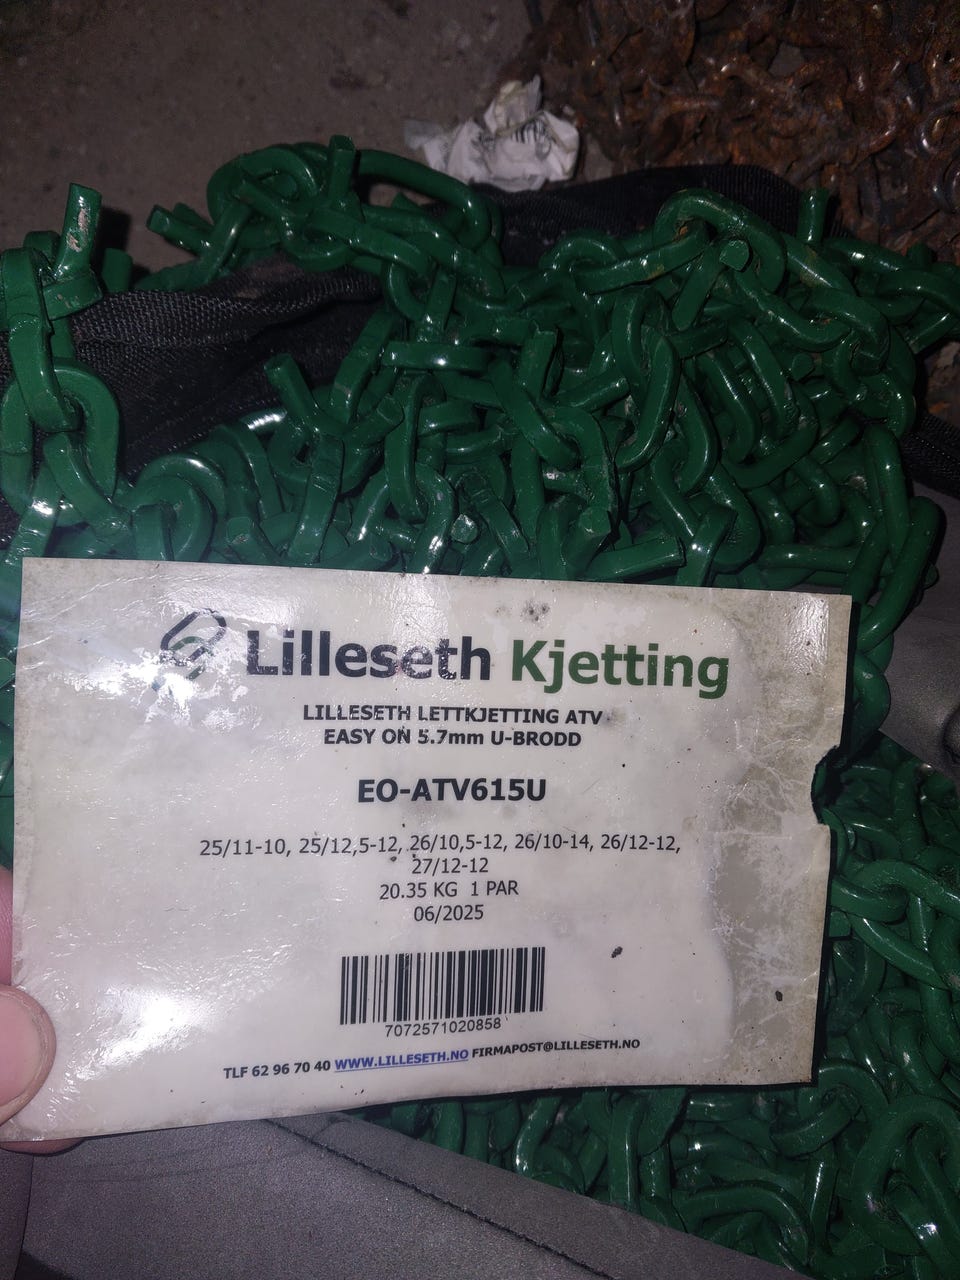 Lilleseth Kjetting
LILLESETH LETTKJETTING ATV
EASY ON 5.7mm U-BRODD
EO-ATV615U
25/11-10, 25/12,5-12, 26/10,5-12, 26/10-14, 26/12-12,
27/12-12
20.35 KG 1 PAR
06/2025
7072571020858
TLF 62 96 70 40 WWW.LILLESETH.NO FIRMAPOST@LILLESETH.NO